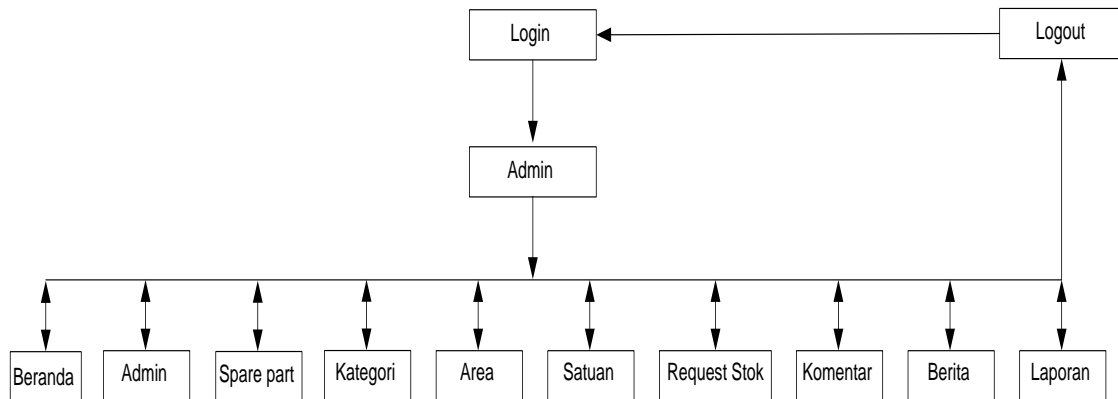 Login
Logout
Admin
Beranda
Admin
Spare part
Kategori
Area
Satuan
Request Stok
Komentar
Berita
Laporan